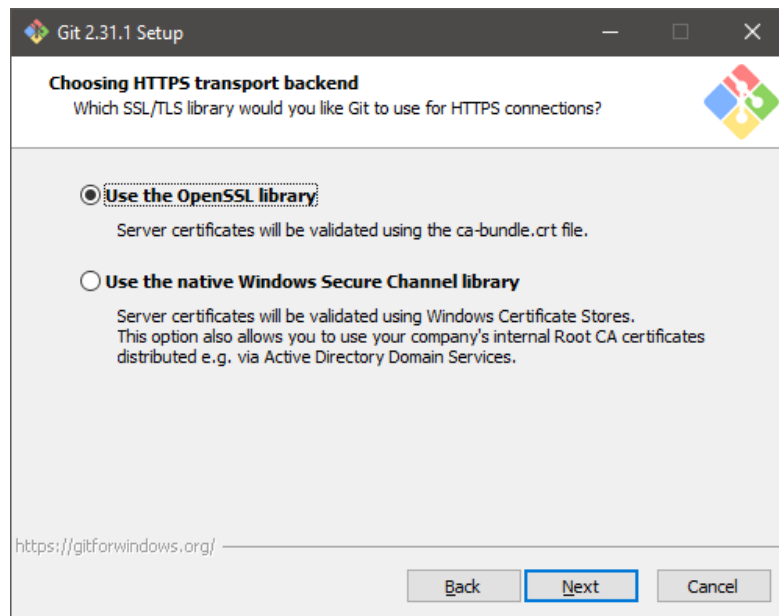 Git 2.31.1 Setup
Choosing HTTPS transport backend
Which SSL/TLS library would you like Git to use for HTTPS connections?
Use the OpenSSL library
Server certificates will be validated using the ca-bundle.crt file.
Use the native Windows Secure Channel library
Server certificates will be validated using Windows Certificate Stores.
This option also allows you to use your company's internal Root CA certificates
distributed e.g. via Active Directory Domain Services.
https://gitforwindows.org/
Back Next Cancel